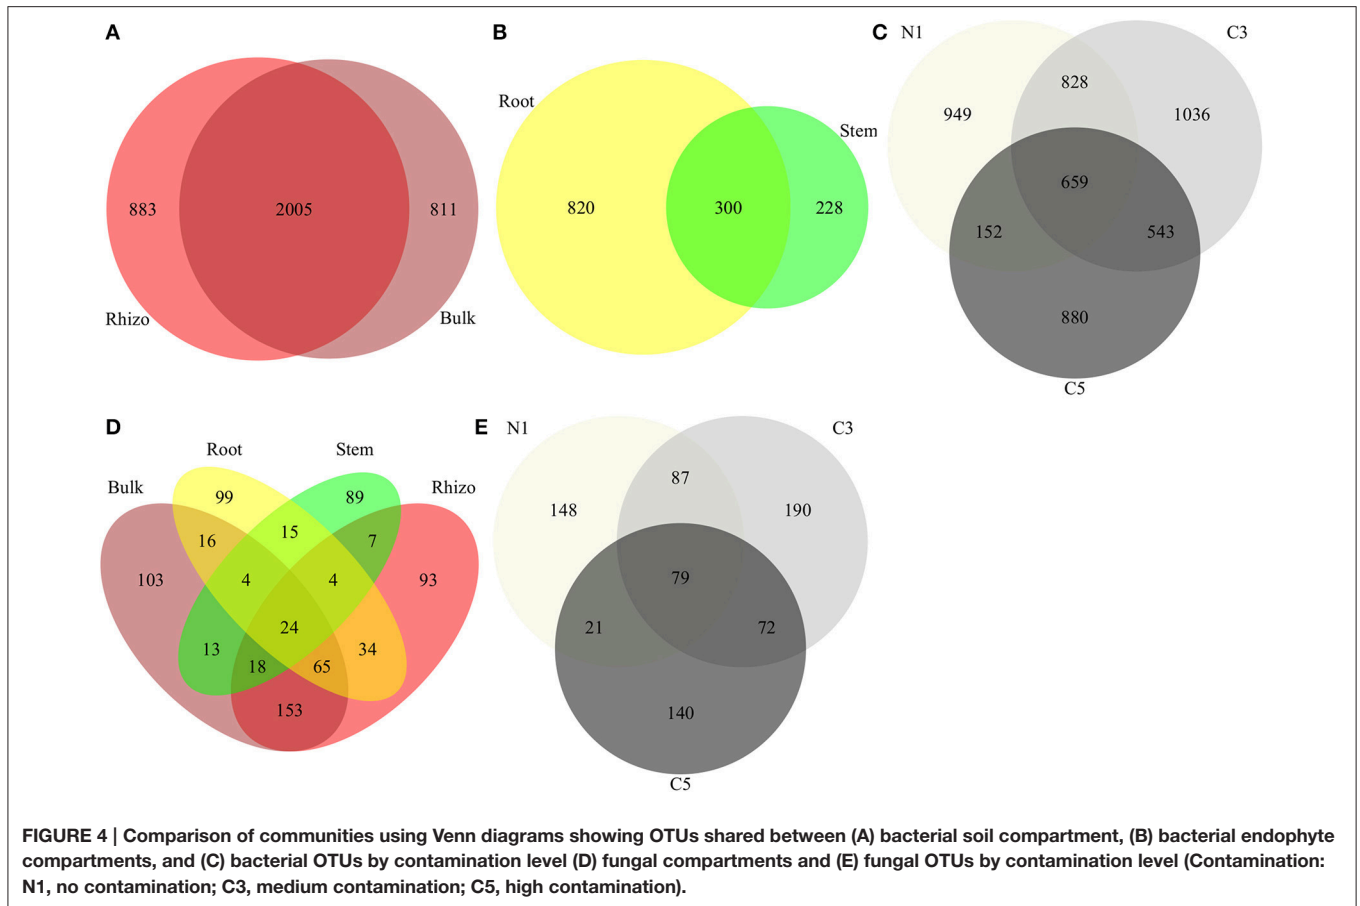 A
883
2005
811
Rhizo
Bulk
B
Root
Stem
820
300
228
C
N1
C3
828
949
1036
659
152
543
880
C5
D
Root
Stem
Bulk
Rhizo
99
89
16
15
7
103
4
4
93
24
13
18
65
34
153
E
N1
C3
87
148
190
79
21
72
140
C5
FIGURE 4 | Comparison of communities using Venn diagrams showing OTUs shared between (A) bacterial soil compartment, (B) bacterial endophyte
compartments, and (C) bacterial OTUs by contamination level (D) fungal compartments and (E) fungal OTUs by contamination level (Contamination:
N1, no contamination; C3, medium contamination; C5, high contamination).